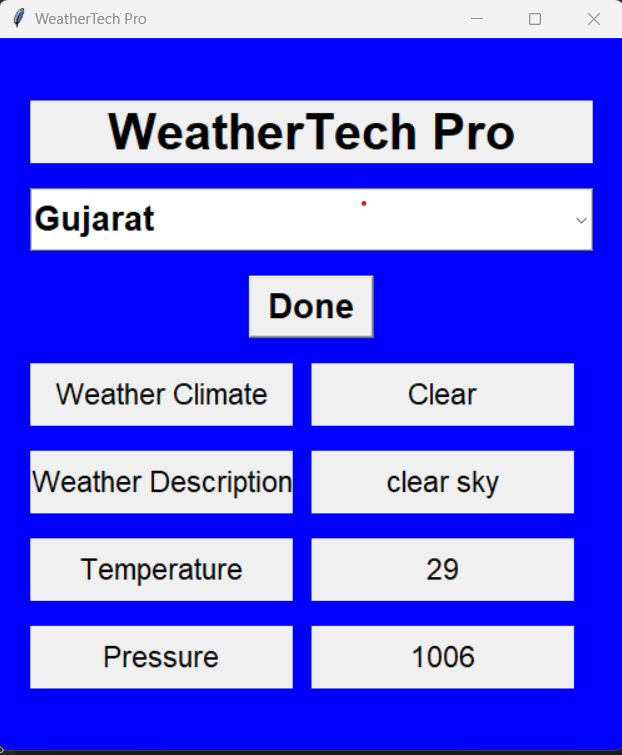 WeatherTech Pro
WeatherTech Pro
Gujarat
Done
Weather Climate Clear
Weather Description clear sky
Temperature 29
Pressure 1006